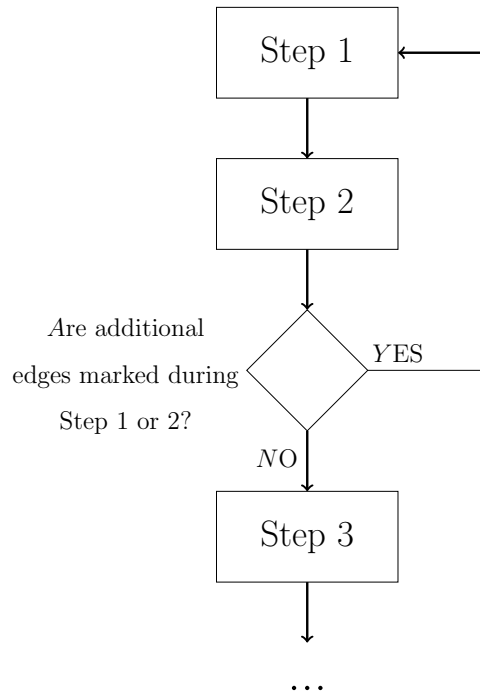 Step 1
Step 2
Are additional
edges marked during
Step 1 or 2?
YES
NO
Step 3
...